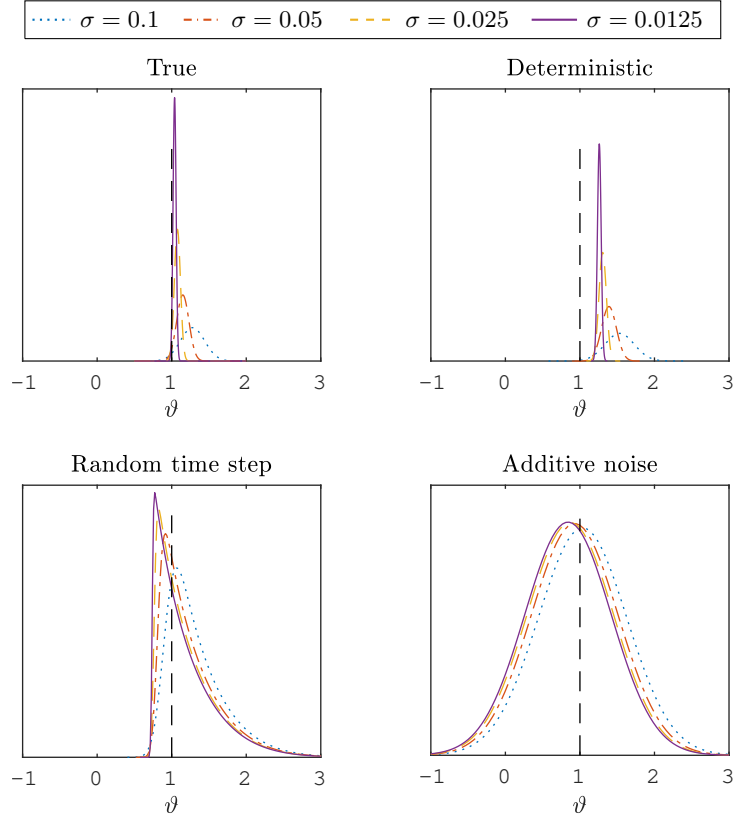 σ = 0.1 σ = 0.05 σ = 0.025 σ = 0.0125
True Deterministic
−1 0 1 2 3 −1 0 1 2 3
ϑ ϑ
Random time step Additive noise
−1 0 1 2 3 −1 0 1 2 3
ϑ ϑ